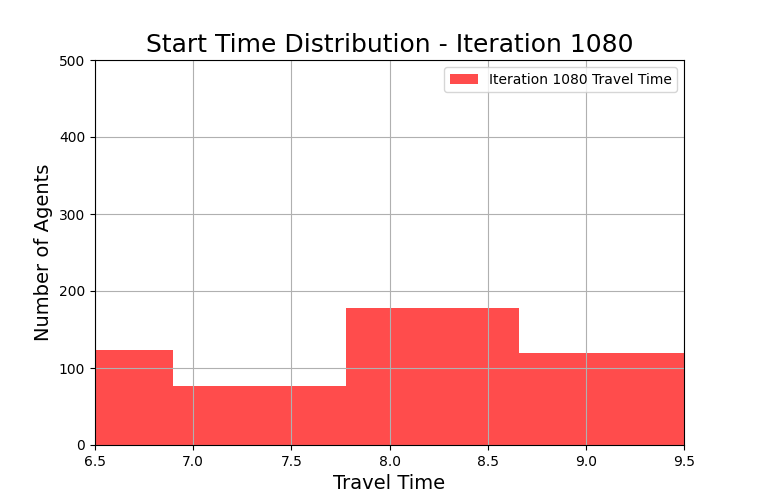 Start Time Distribution - Iteration 1080
Iteration 1080 Travel Time
Number of Agents
500
400
300
200
100
0
6.5 7.0 7.5 8.0 8.5 9.0 9.5
Travel Time